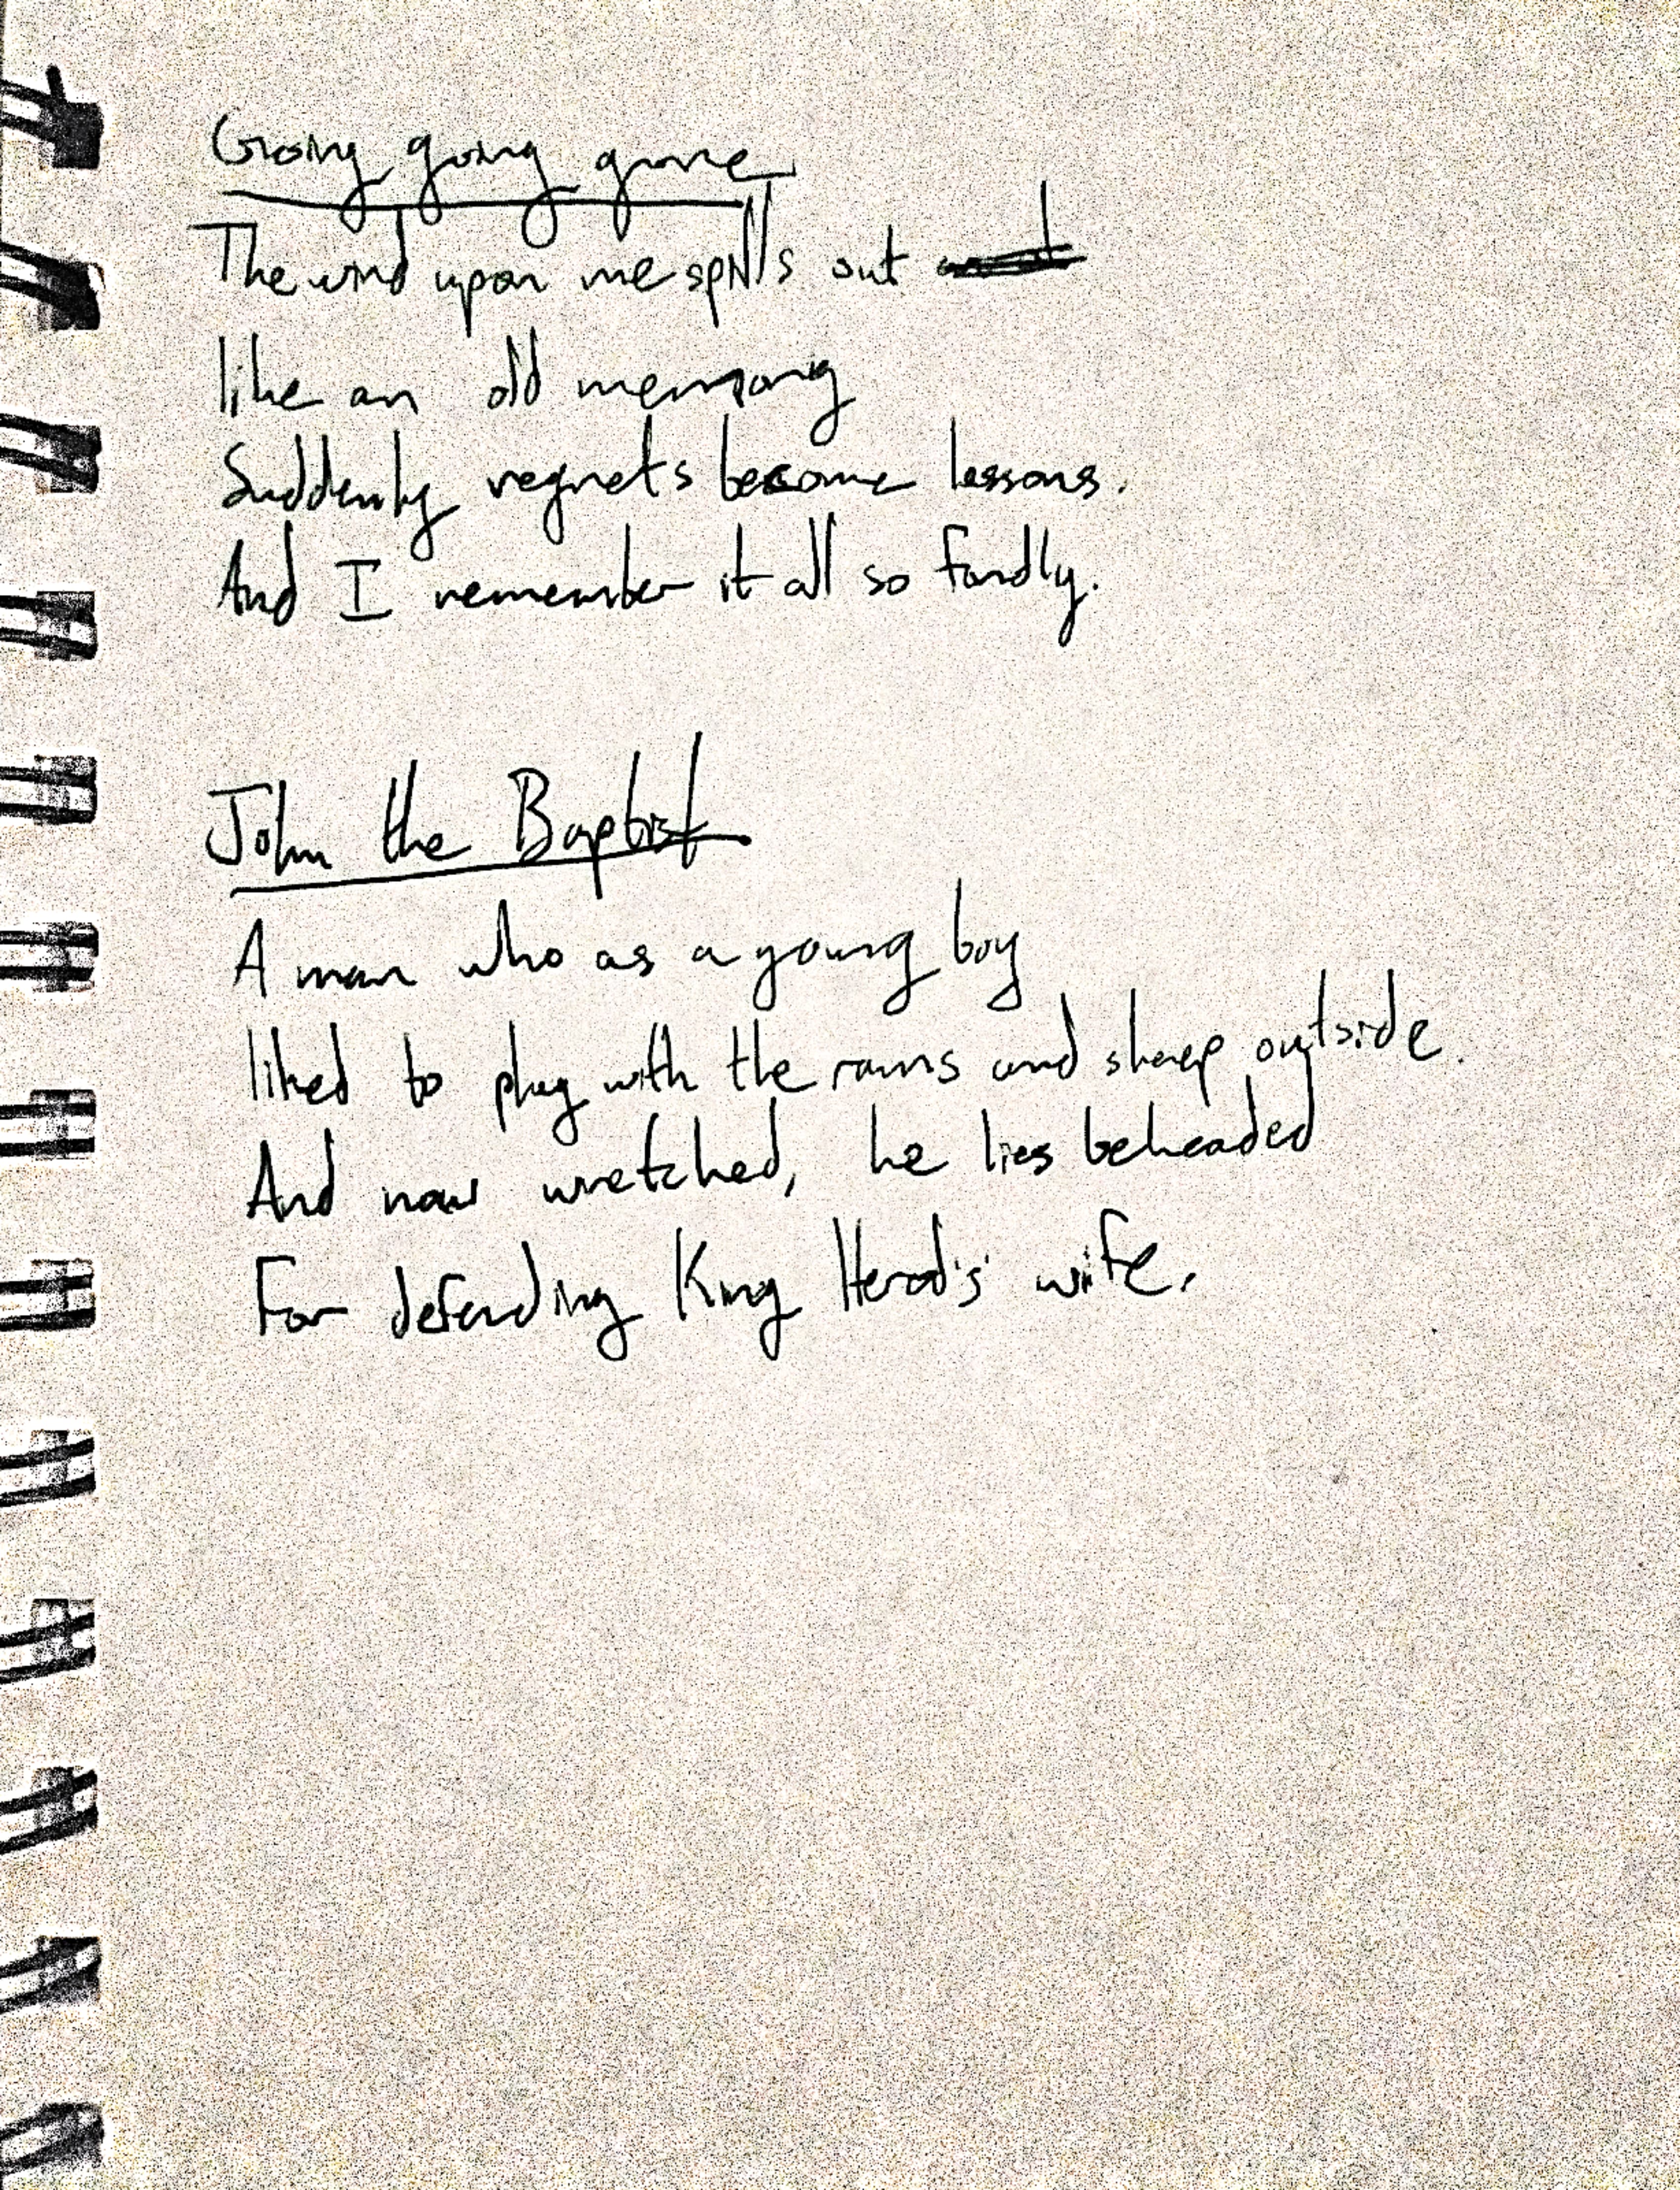 Going going gone
The wind upon me spills out
like an old memory
Suddenly regrets become lessons.
And I remember it all so fondly.
John the Baptist
A man who as a young boy
liked to play with the rams and sheep outside.
And now wretched, he lies beheaded
For defending King Herod's wife.